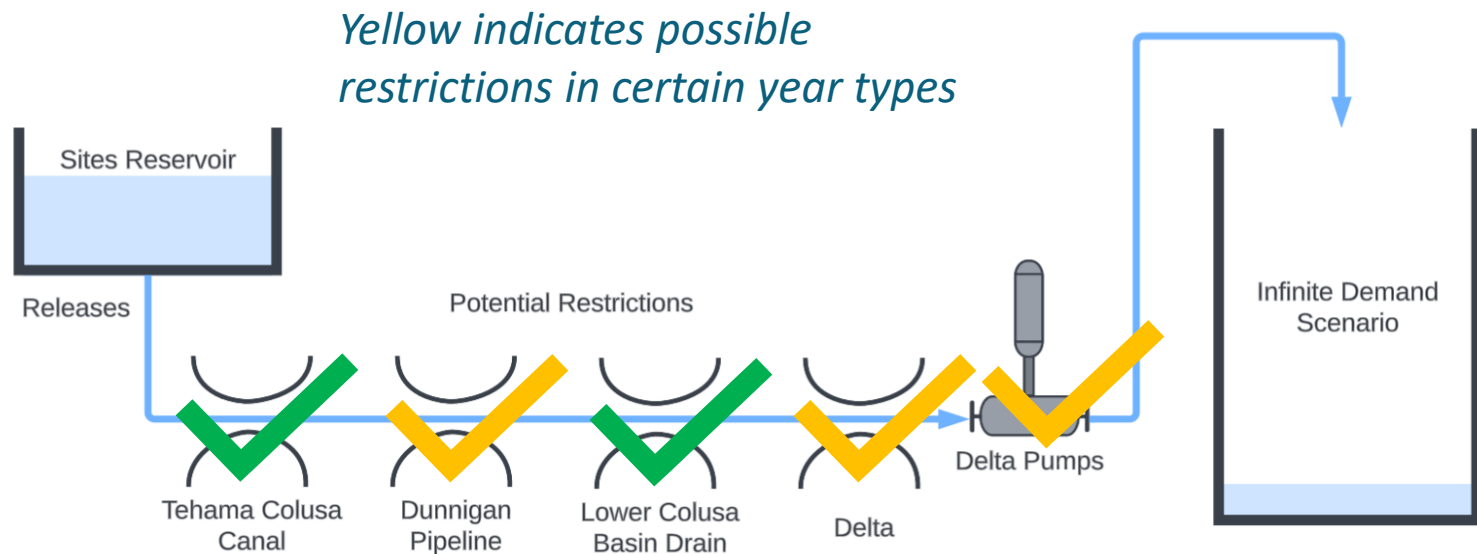 Yellow indicates possible
restrictions in certain year types
Sites Reservoir
Releases
Potential Restrictions
Infinite Demand
Scenario
Delta Pumps
Tehama Colusa
Canal
Dunnigan
Pipeline
Lower Colusa
Basin Drain
Delta